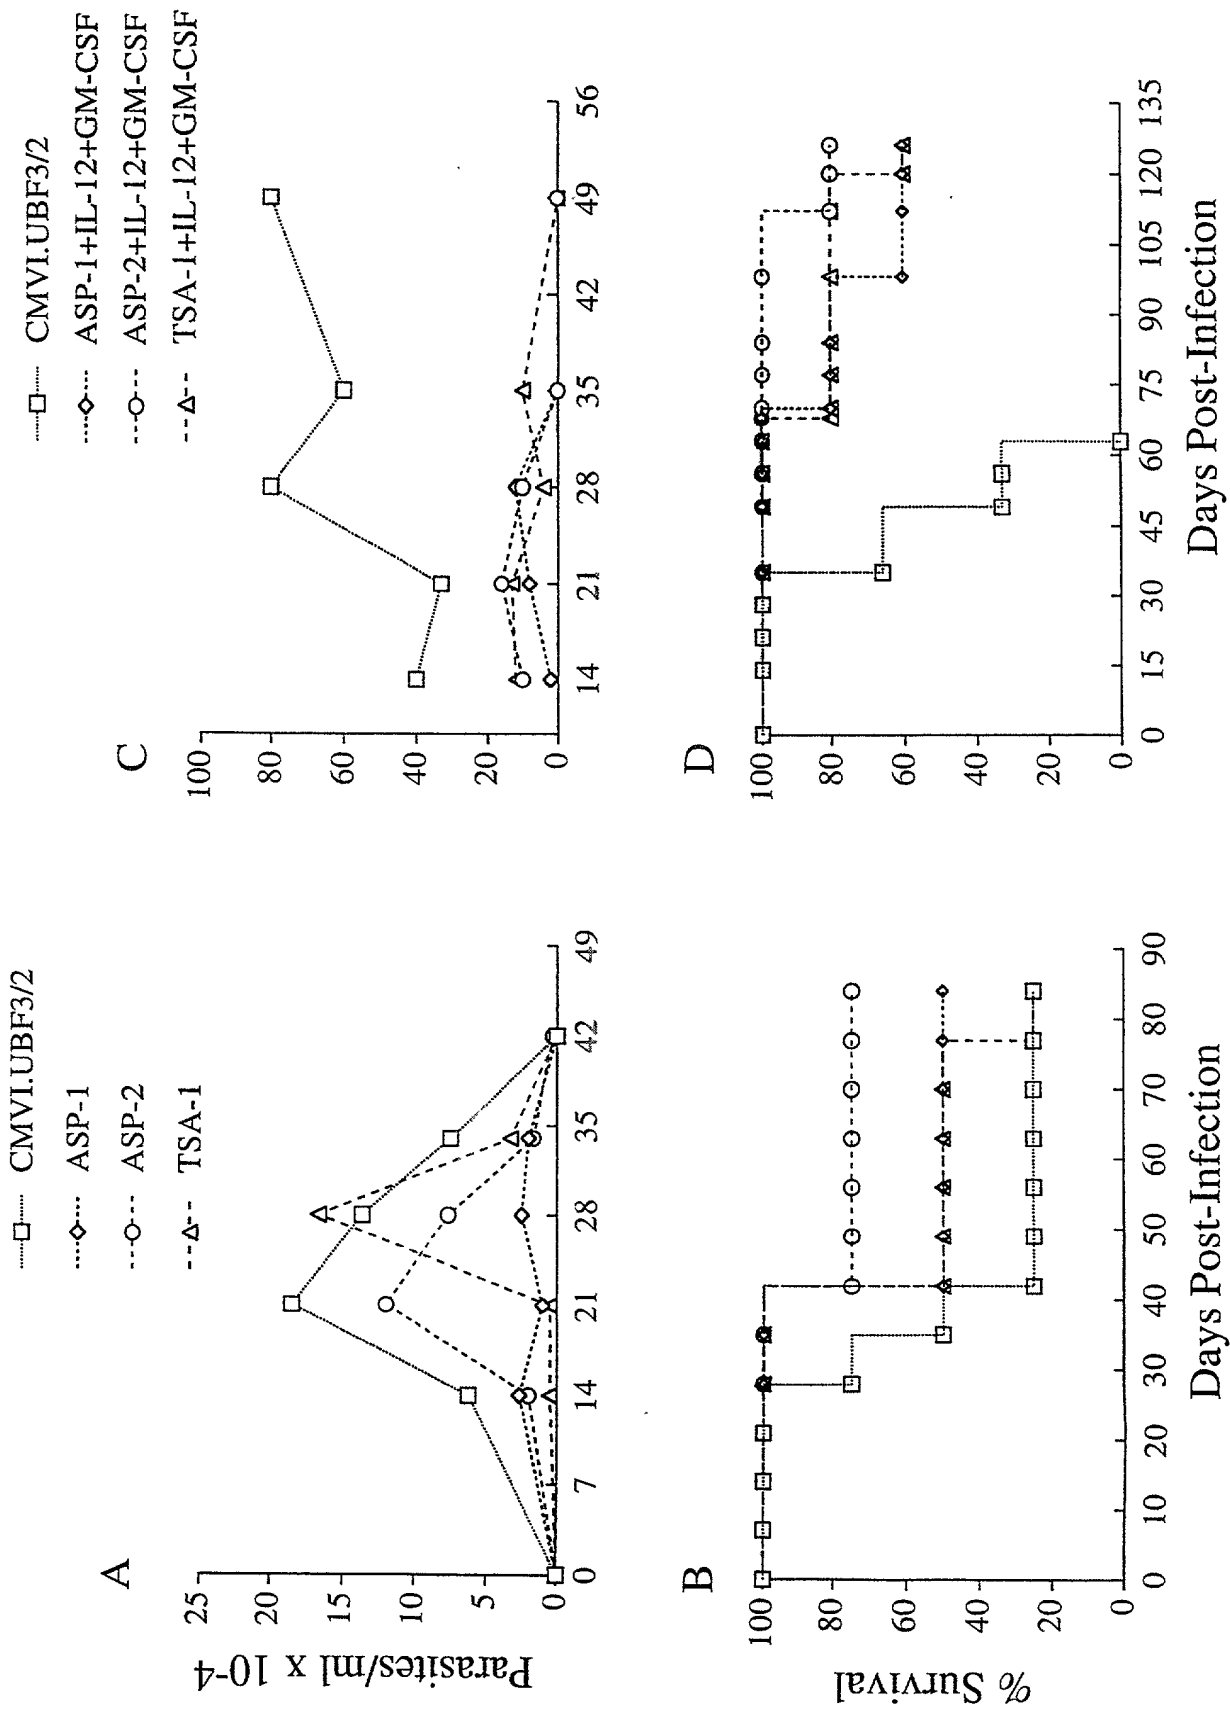 A
CMVI.UBF3/2
ASP-1
ASP-2
TSA-1
Parasites/ml x 10-4
25
20
15
10
5
0
0 7 14 21 28 35 42 49
C
CMVI.UBF3/2
ASP-1+IL-12+GM-CSF
ASP-2+IL-12+GM-CSF
TSA-1+IL-12+GM-CSF
100
80
60
40
20
0
14 21 28 35 42 49 56
B
% Survival
100
80
60
40
20
0
0 10 20 30 40 50 60 70 80 90
Days Post-Infection
D
100
80
60
40
20
0
0 15 30 45 60 75 90 105 120 135
Days Post-Infection